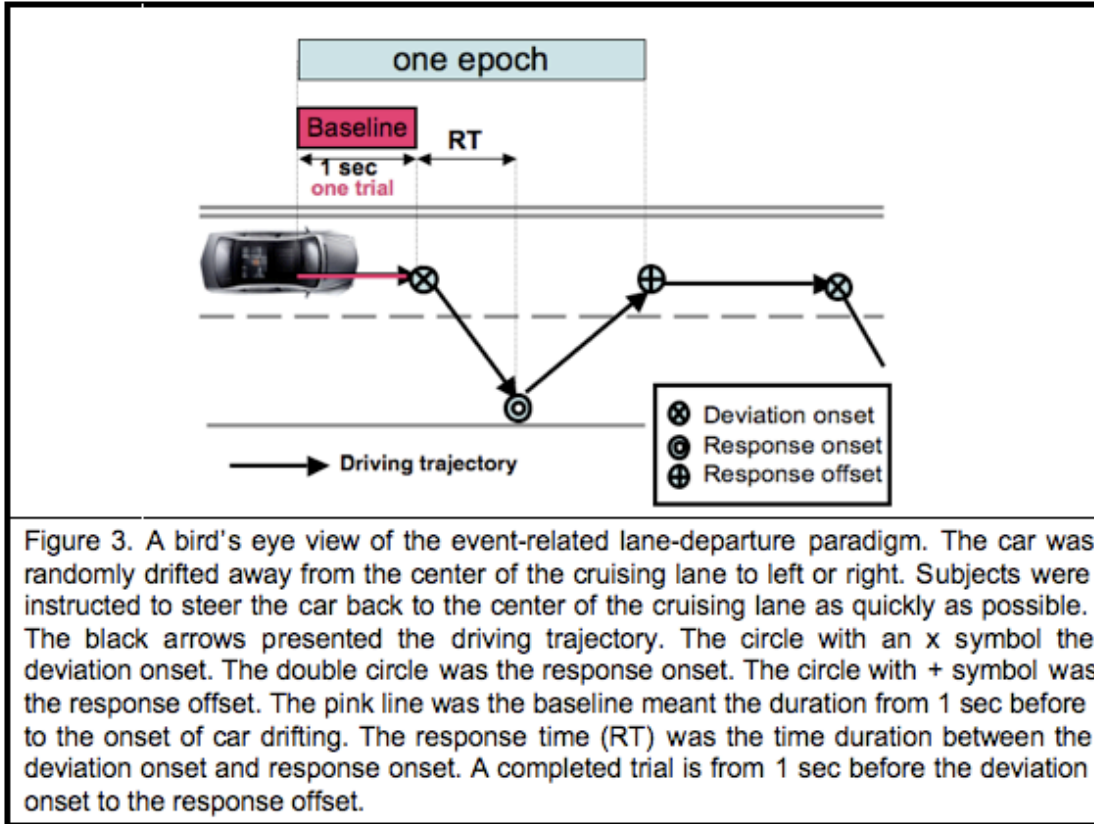 one epoch
Baseline
RT
1 sec
one trial
Deviation onset
Response onset
Response offset
Driving trajectory
Figure 3. A bird's eye view of the event-related lane-departure paradigm. The car was
randomly drifted away from the center of the cruising lane to left or right. Subjects were
instructed to steer the car back to the center of the cruising lane as quickly as possible.
The black arrows presented the driving trajectory. The circle with an x symbol the
deviation onset. The double circle was the response onset. The circle with + symbol was
the response offset. The pink line was the baseline meant the duration from 1 sec before
to the onset of car drifting. The response time (RT) was the time duration between the
deviation onset and response onset. A completed trial is from 1 sec before the deviation
onset to the response offset.